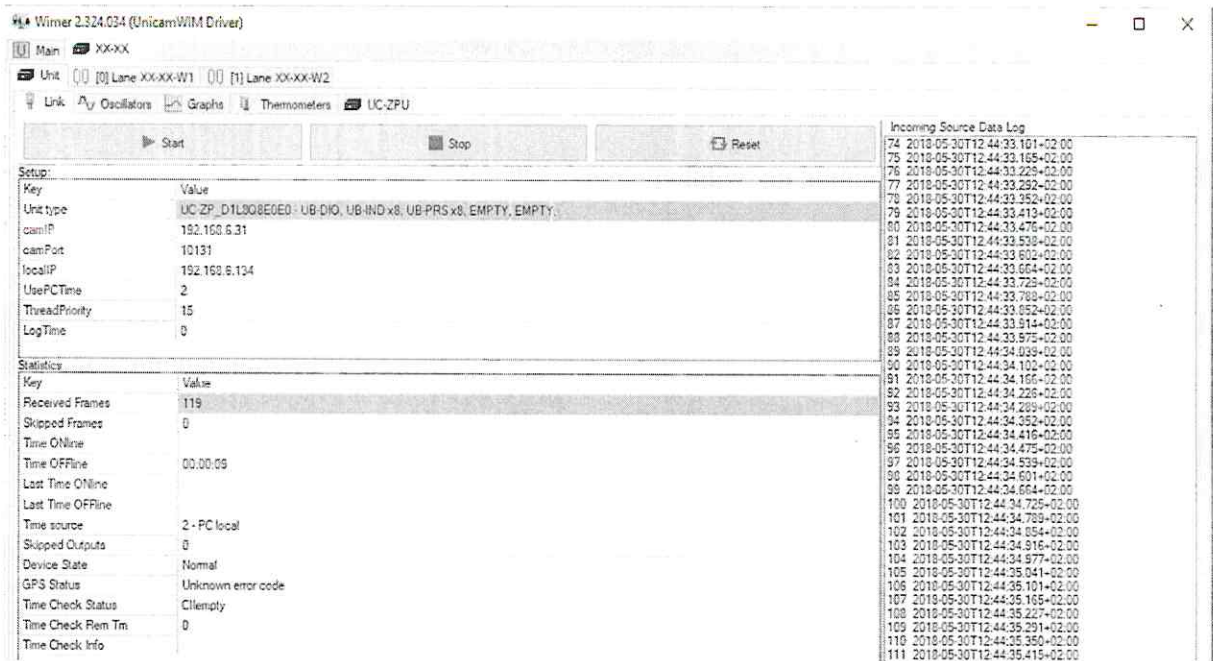 Wimer 2.324.034 (UnicamWIM Driver)
Main XX-XX
Unit [0] Lane XX-XX-W1 [1] Lane XX-XX-W2
Link Oscillators Graphs Thermometers UC-ZPU
Start Stop Reset
Setup:
Key Value
Unit type UC-ZP_D1L8Q8E0E0 - UB-DIO, UB-IND x8, UB-PRS x8, EMPTY, EMPTY,
camIP 192.168.6.31
camPort 10131
localIP 192.168.6.134
UsePCTime 2
ThreadPriority 15
LogTime 0
Statistics
Key Value
Received Frames 119
Skipped Frames 0
Time ONline
Time OFFline 00:00:09
Last Time ONline
Last Time OFFline
Time source 2 - PC local
Skipped Outputs 0
Device State Normal
GPS Status Unknown error code
Time Check Status CIIempty
Time Check Rem Tm 0
Time Check Info
Incoming Source Data Log
74 2018-05-30T12:44:33.101+02:00
75 2018-05-30T12:44:33.165+02:00
76 2018-05-30T12:44:33.229+02:00
77 2018-05-30T12:44:33.292+02:00
78 2018-05-30T12:44:33.352+02:00
79 2018-05-30T12:44:33.413+02:00
80 2018-05-30T12:44:33.476+02:00
81 2018-05-30T12:44:33.538+02:00
82 2018-05-30T12:44:33.602+02:00
83 2018-05-30T12:44:33.664+02:00
84 2018-05-30T12:44:33.729+02:00
85 2018-05-30T12:44:33.788+02:00
86 2018-05-30T12:44:33.852+02:00
87 2018-05-30T12:44:33.914+02:00
88 2018-05-30T12:44:33.975+02:00
89 2018-05-30T12:44:34.039+02:00
90 2018-05-30T12:44:34.102+02:00
91 2018-05-30T12:44:34.166+02:00
92 2018-05-30T12:44:34.226+02:00
93 2018-05-30T12:44:34.289+02:00
94 2018-05-30T12:44:34.352+02:00
95 2018-05-30T12:44:34.416+02:00
96 2018-05-30T12:44:34.475+02:00
97 2018-05-30T12:44:34.539+02:00
98 2018-05-30T12:44:34.601+02:00
99 2018-05-30T12:44:34.664+02:00
100 2018-05-30T12:44:34.725+02:00
101 2018-05-30T12:44:34.789+02:00
102 2018-05-30T12:44:34.854+02:00
103 2018-05-30T12:44:34.916+02:00
104 2018-05-30T12:44:34.977+02:00
105 2018-05-30T12:44:35.041+02:00
106 2018-05-30T12:44:35.101+02:00
107 2018-05-30T12:44:35.165+02:00
108 2018-05-30T12:44:35.227+02:00
109 2018-05-30T12:44:35.291+02:00
110 2018-05-30T12:44:35.350+02:00
111 2018-05-30T12:44:35.415+02:00